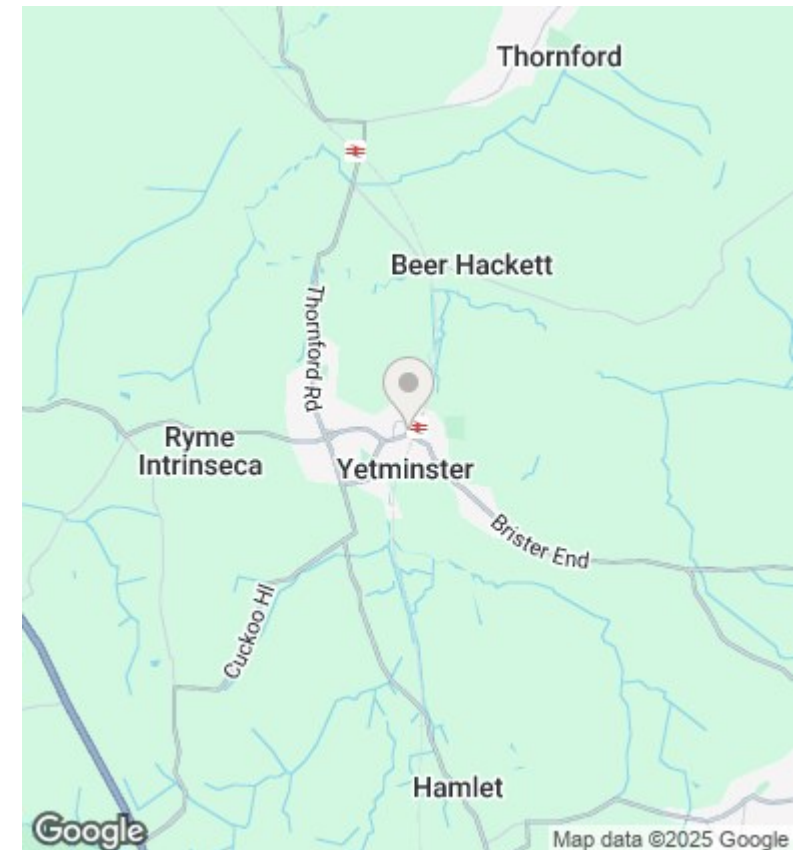 Thornford
Beer Hackett
Thornford Rd
Ryme
Intrinseca
Yetminster
Brister End
Cuckoo Hl
Hamlet
Google
Map data ©2025 Google